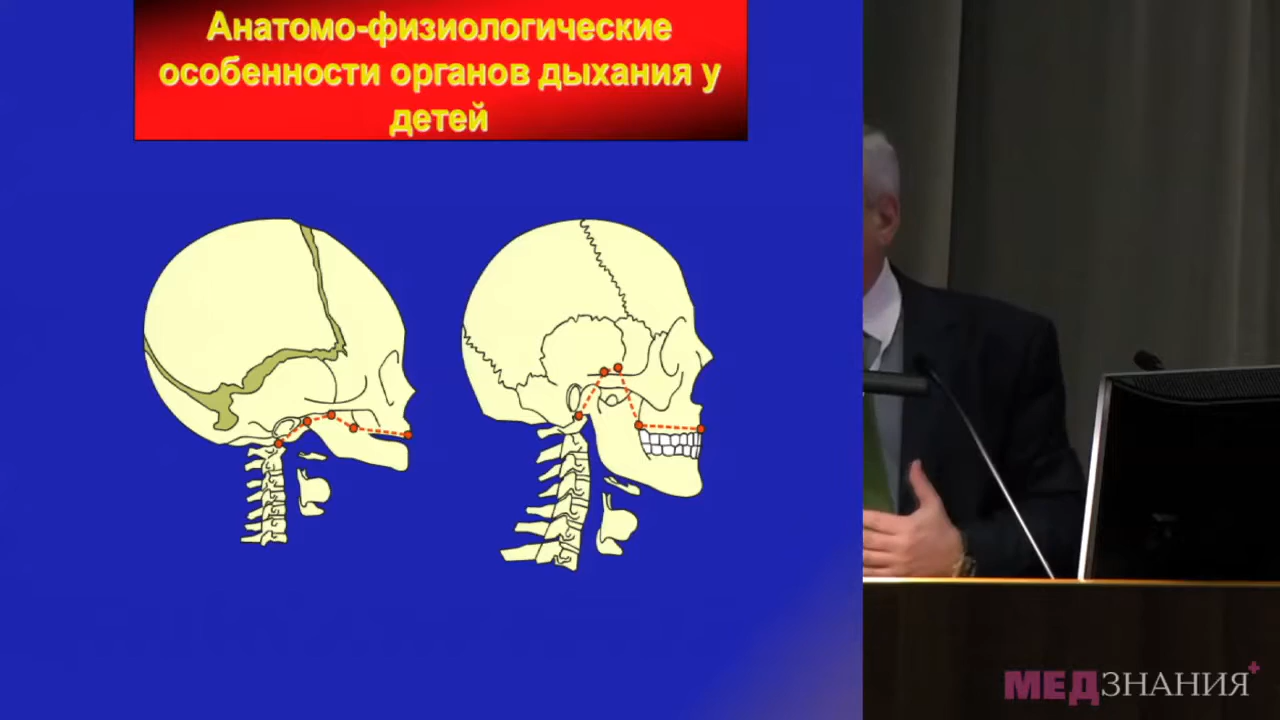 Анатомо-физиологические
особенности органов дыхания у
детей
МЕДЗНАНИЯ+